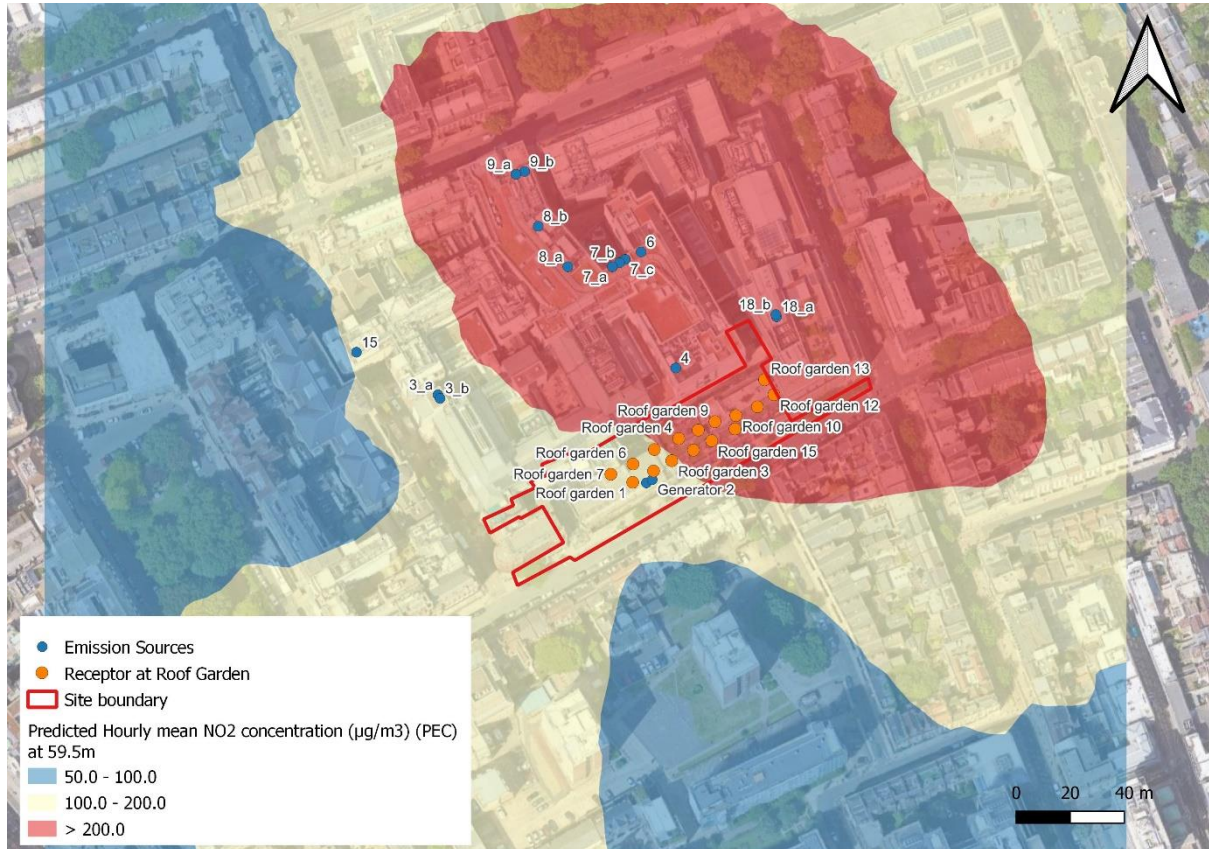 9_a
9_b
8_b
8_a
7_b
6
7_a
7_c
18_b
18_a
15
4
3_a
3_b
Roof garden 13
Roof garden 9
Roof garden 12
Roof garden 4
Roof garden 10
Roof garden 6
Roof garden 15
Roof garden 7
Roof garden 3
Roof garden 1
Generator 2
Emission Sources
Receptor at Roof Garden
Site boundary
Predicted Hourly mean NO2 concentration (µg/m3) (PEC)
at 59.5m
50.0 - 100.0
100.0 - 200.0
> 200.0
0 20 40 m